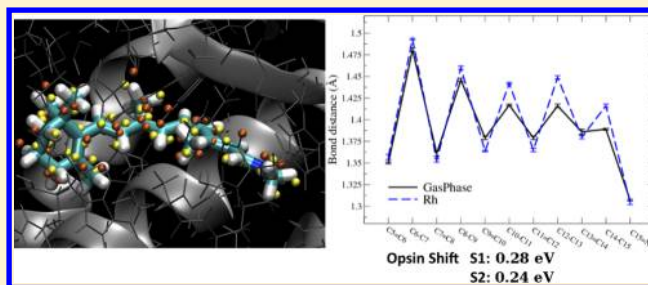 1.5
1.45
1.425
1.4
1.375
1.35
1.325
1.3
Bond distance (Å)
GasPhase
Rh
C5=C6
C6-C7
C7=C8
C8-C9
C9=C10
C10-C11
C11=C12
C12-C13
C13=C14
C14-C15
Opsin Shift S1: 0.28 eV
S2: 0.24 eV